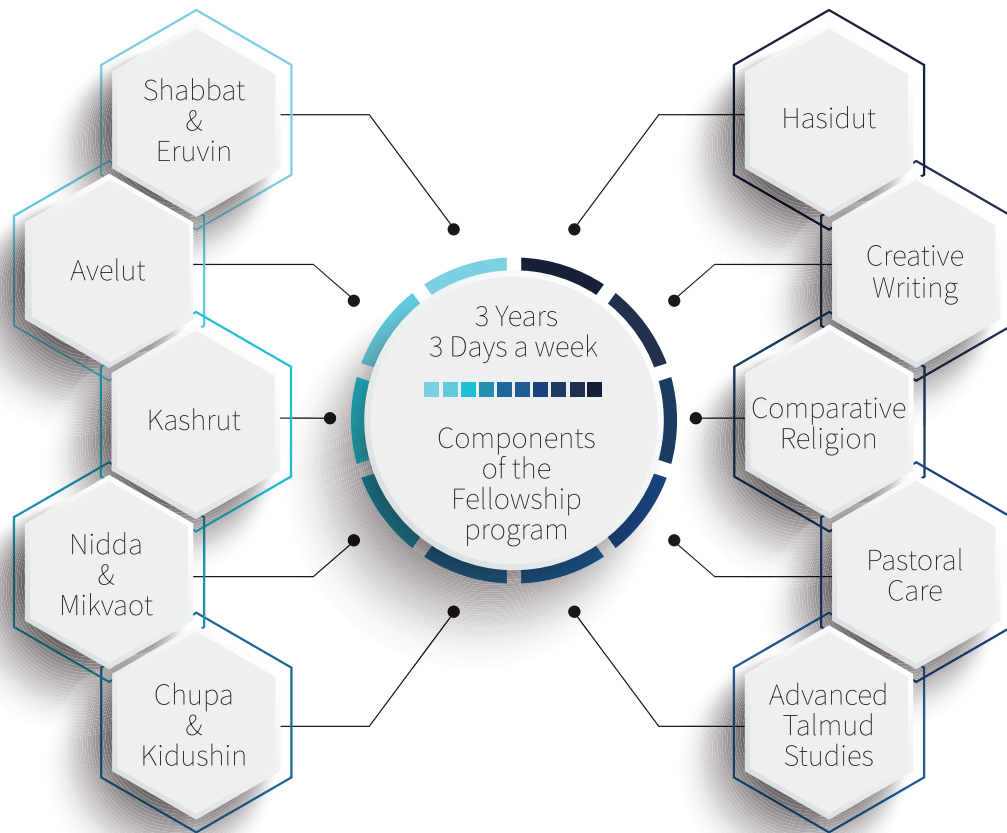 Shabbat
&
Eruvin
Avelut
Kashrut
Nidda
&
Mikvaot
Chupa
&
Kidushin
3 Years
3 Days a week
Components
of the
Fellowship
program
Hasidut
Creative
Writing
Comparative
Religion
Pastoral
Care
Advanced
Talmud
Studies